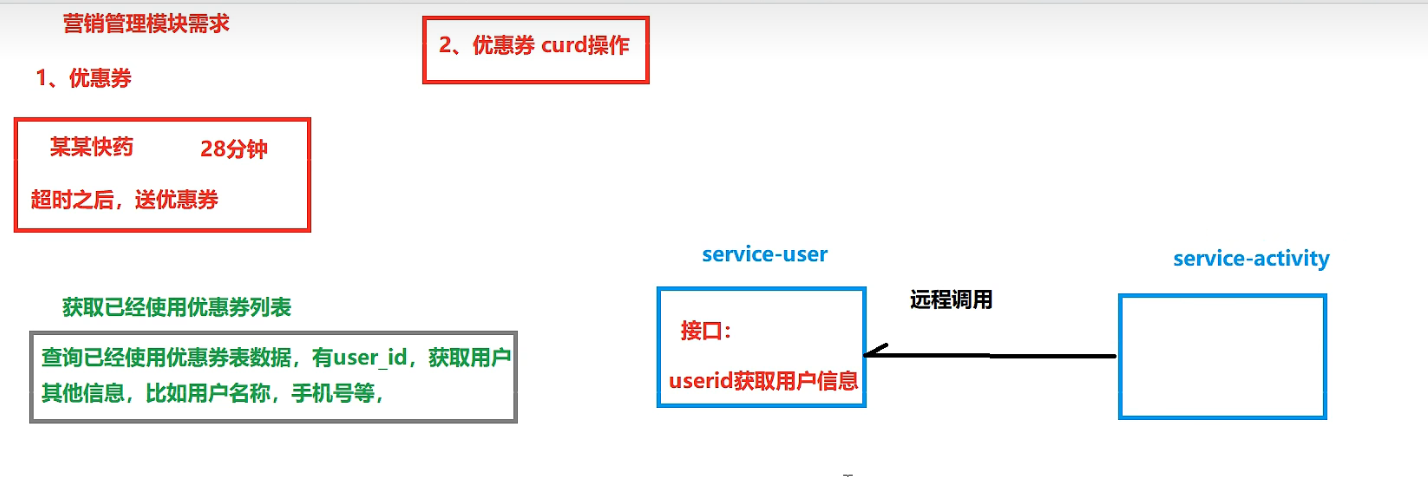 营销管理模块需求
1、优惠券
2、优惠券 curd操作
某某快药 28分钟
超时之后，送优惠券
获取已经使用优惠券列表
查询已经使用优惠券表数据，有user_id，获取用户
其他信息，比如用户名称，手机号等，
service-user
接口：
userid获取用户信息
远程调用
service-activity